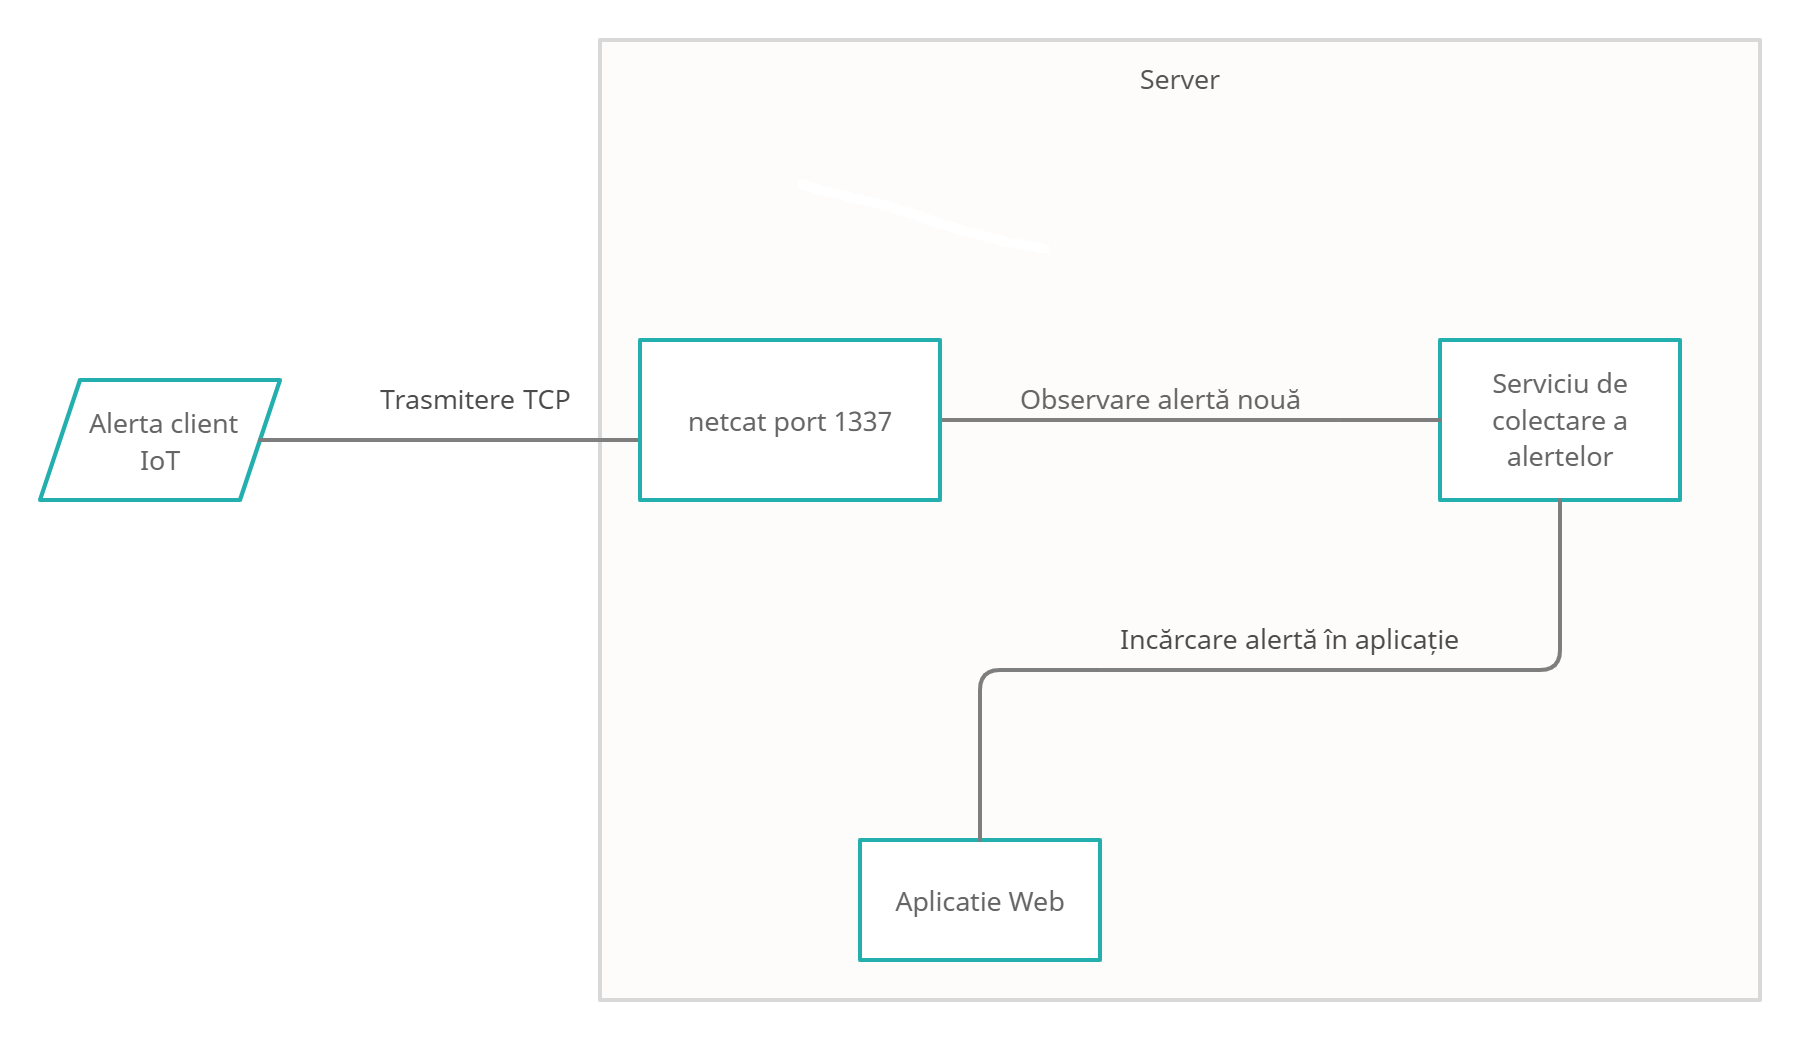 Server
Alerta client
IoT
Trasmitere TCP
netcat port 1337
Observare alertă nouă
Serviciu de
colectare a
alertelor
Incărcare alertă în aplicație
Aplicatie Web